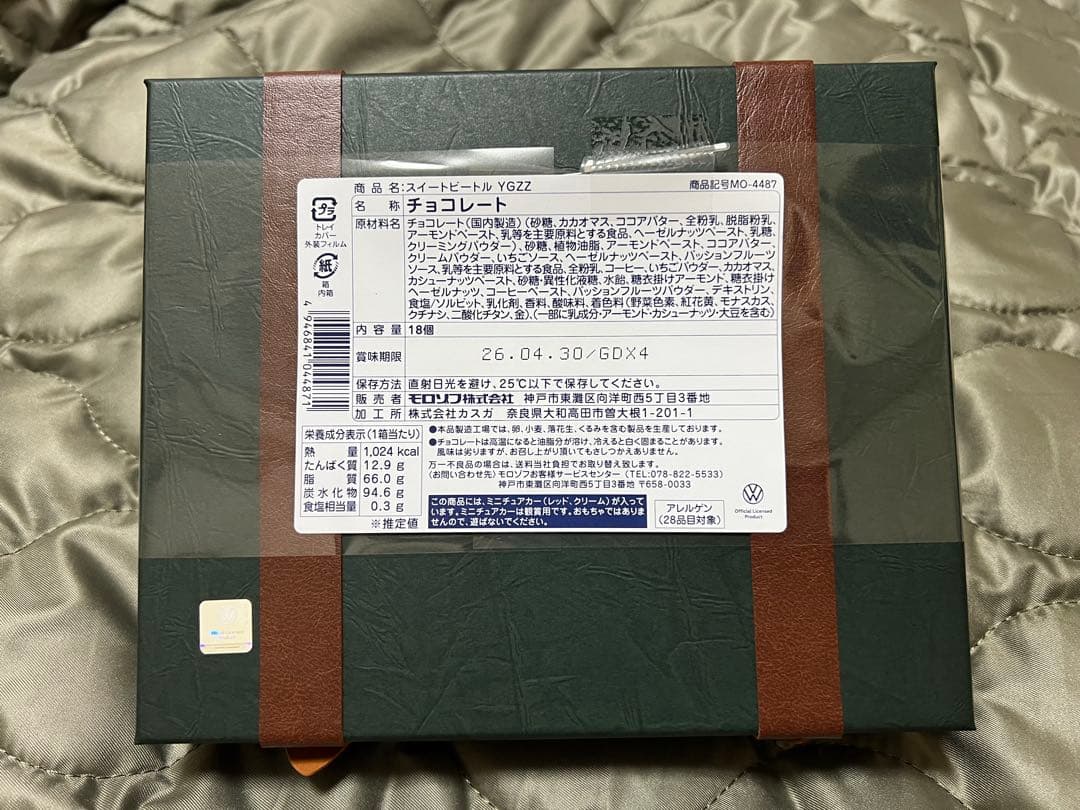 商品名:スイートビートル YGZZ
商品記号MO-4487
名称 チョコレート
原材料名 チョコレート(国内製造)(砂糖、カカオマス、ココアバター、全粉乳、脱脂粉乳、
アーモンドペースト、乳等を主要原料とする食品、ヘーゼルナッツペースト、乳糖、
クリーミングパウダー)、砂糖、植物油脂、アーモンドペースト、ココアバター、
クリームパウダー、いちごソース、ヘーゼルナッツペースト、パッションフルーツ
ソース、乳等を主要原料とする食品、全粉乳、コーヒー、いちごパウダー、カカオマス、
カシューナッツペースト、砂糖・異性化液糖、水飴、糖衣掛けアーモンド、糖衣掛け
ヘーゼルナッツ、コーヒーペースト、パッションフルーツパウダー、デキストリン、
食塩/ソルビット、乳化剤、香料、酸味料、着色料(野菜色素、紅花黄、モナスカス、
クチナシ、二酸化チタン、金)、(一部に乳成分・アーモンド・カシューナッツ・大豆を含む)
内容量 18個
賞味期限 26.04.30/GDX4
保存方法 直射日光を避け、25℃以下で保存してください。
販売者 モロゾフ株式会社 神戸市東灘区向洋町西5丁目3番地
加工所 株式会社カスガ 奈良県大和高田市曽大根1-201-1
プラ
トレイ
カバー
外装フィルム
紙
箱
内箱
4 946841 044871
栄養成分表示(1箱当たり)
熱量 1,024 kcal
たんぱく質 12.9 g
脂質 66.0 g
炭水化物 94.6 g
食塩相当量 0.3 g
※推定値
●本品製造工場では、卵、小麦、落花生、くるみを含む製品を生産しております。
●チョコレートは高温になると油脂分が溶け、冷えると白く固まることがあります。
風味は劣りますが、お召し上がり頂いてもさしつかえありません。
万一不良品の場合は、送料当社負担でお取り替え致します。
(お問い合わせ先)モロゾフお客様サービスセンター(TEL:078-822-5533)
神戸市東灘区向洋町西5丁目3番地 〒658-0033
この商品には、ミニチュアカー(レッド、クリーム)が入って
います。ミニチュアカーは観賞用です。おもちゃではありま
せんので、遊ばないでください。
アレルゲン
(28品目対象)
Official Licensed
Product